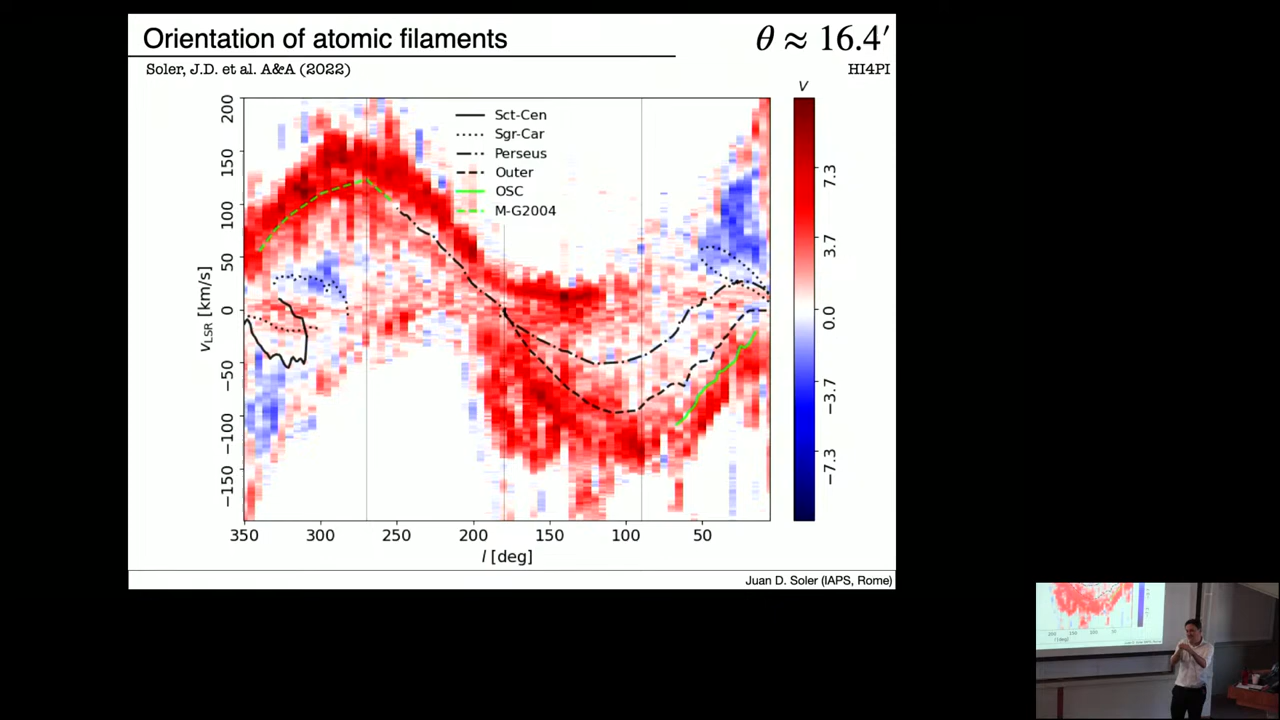 Orientation of atomic filaments
θ ≈ 16.4′
Soler, J.D. et al. A&A (2022)
HI4PI
V
Sct-Cen
Sgr-Car
Perseus
Outer
OSC
M-G2004
200
150
100
50
0
−50
−100
−150
v_LSR [km/s]
350
300
250
200
150
100
50
l [deg]
7.3
3.7
0.0
−3.7
−7.3
Juan D. Soler (IAPS, Rome)